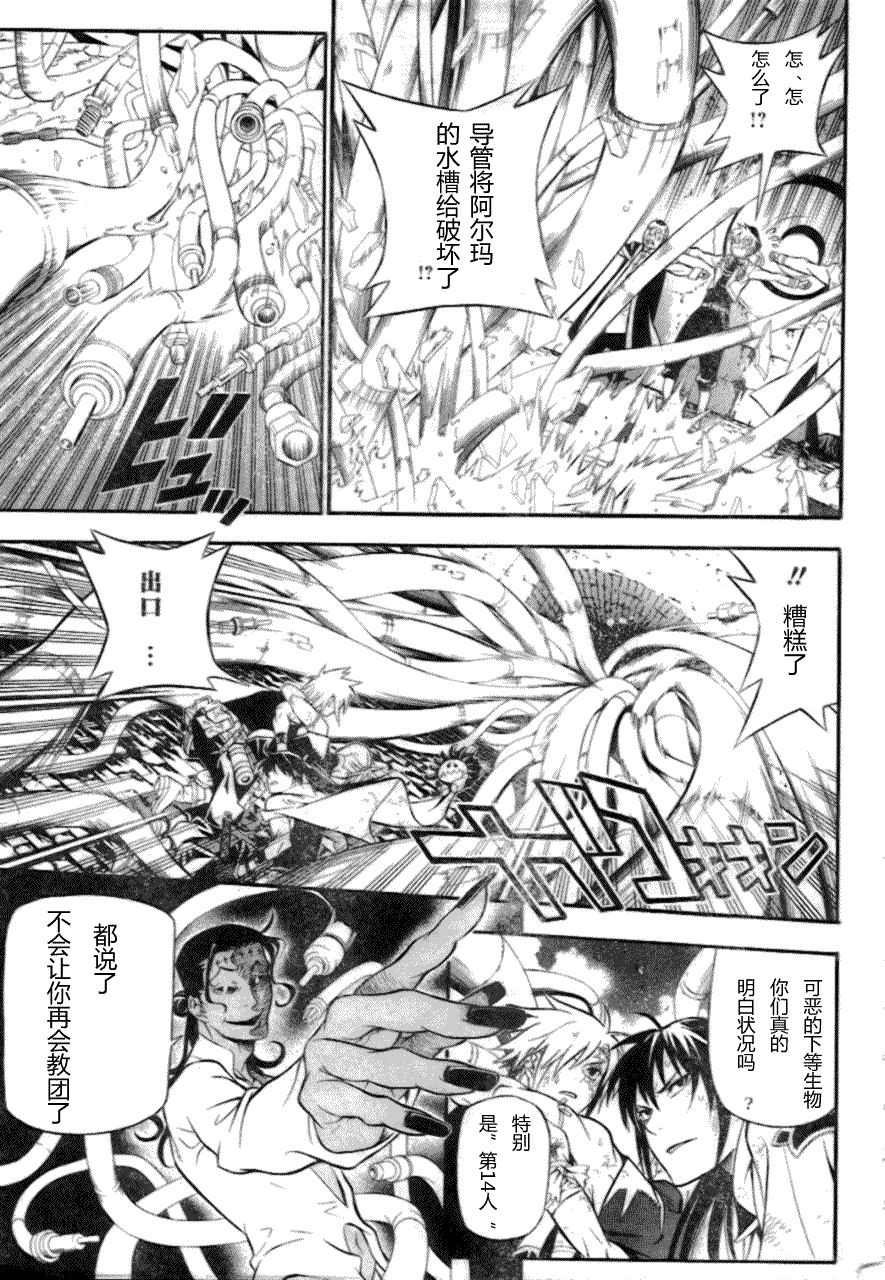 怎、怎
怎么了!?
导管将阿尔玛
的水槽给破坏了
!?
ビュッ
!!
糟糕了
出口…
可恶的下等生物
你们真的
明白状况吗?
特别
是"第14人"
都说了
不会让你再会教团了